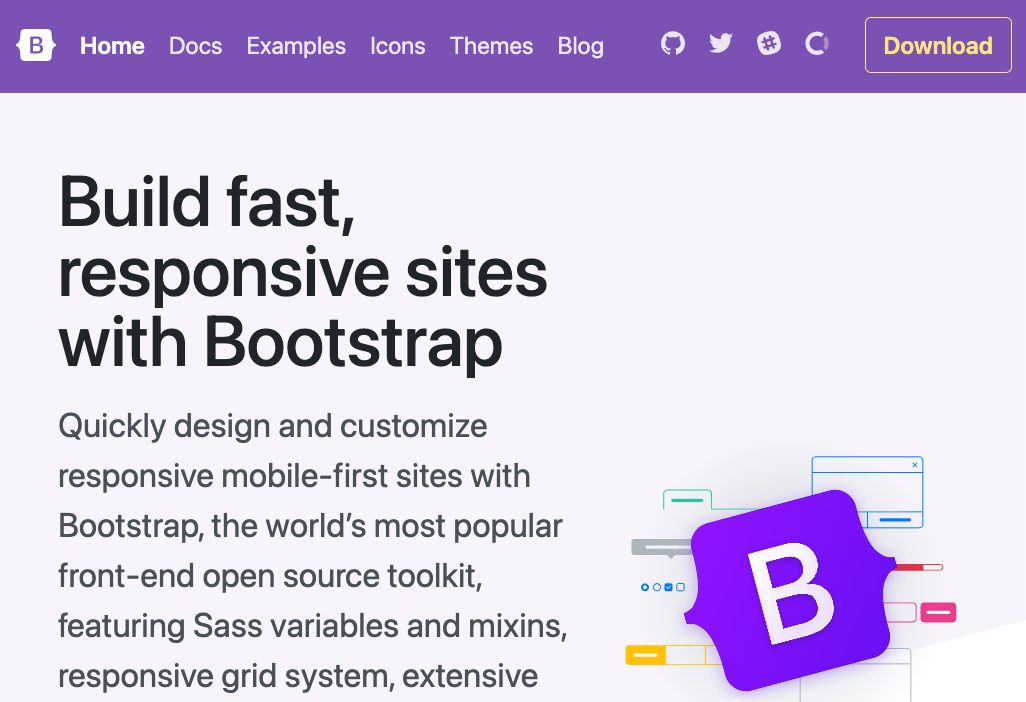 B Home Docs Examples Icons Themes Blog Download
Build fast,
responsive sites
with Bootstrap
Quickly design and customize
responsive mobile-first sites with
Bootstrap, the world’s most popular
front-end open source toolkit,
featuring Sass variables and mixins,
responsive grid system, extensive
B